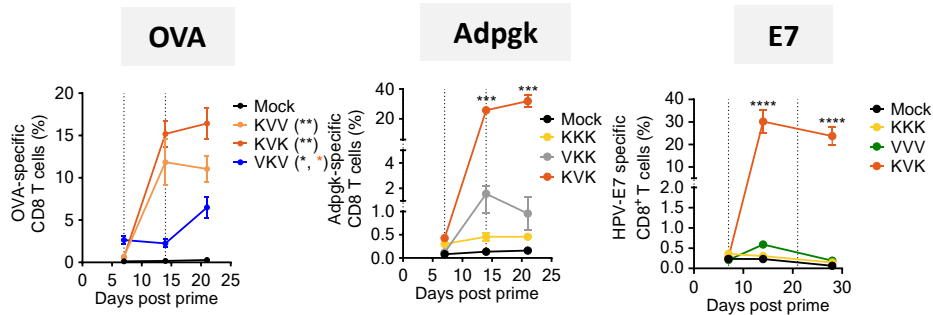 OVA
Adpgk
E7
OVA-specific
CD8 T cells (%)
20
15
10
5
0
0 5 10 15 20 25
Days post prime
Mock
KVV (**)
KVK (**)
VKV (*, *)
Adpgk-specific
CD8 T cells (%)
40
20
4
2
1.0
0.5
0.0
0 5 10 15 20 25
Days post prime
*** ***
Mock
KKK
VKK
KVK
HPV-E7 specific
CD8+ T cells (%)
40
30
20
10
2.0
1.5
1.0
0.5
0.0
0 10 20 30
Days post prime
**** ****
Mock
KKK
VVV
KVK